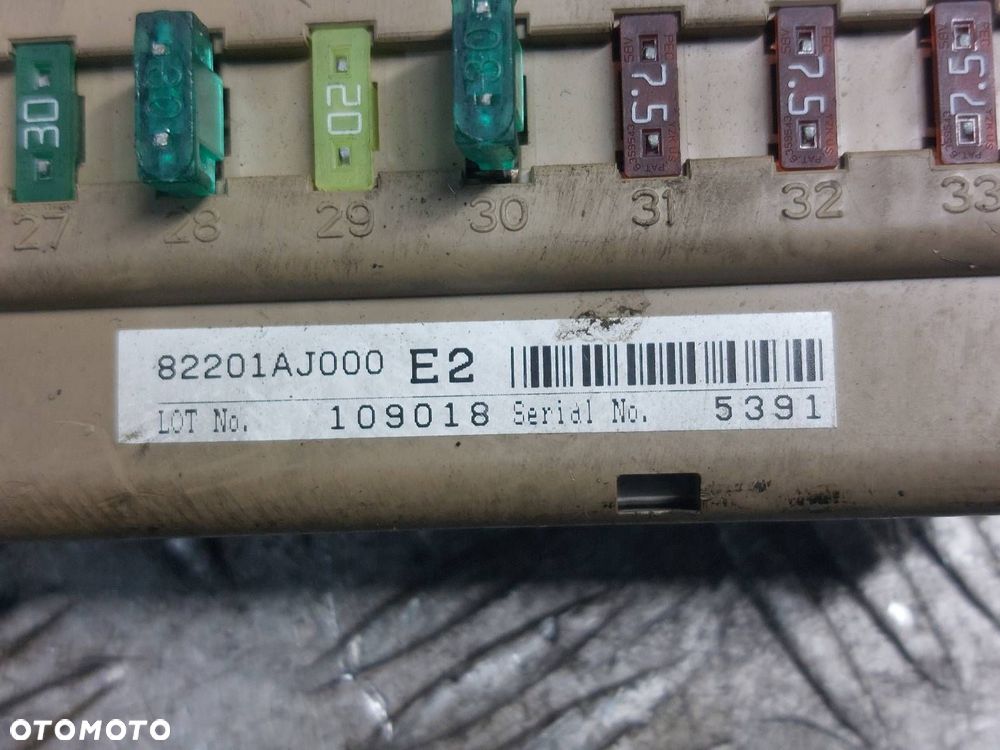 30 30 20 30 7.5 7.5 7.5
27 28 29 30 31 32 33
82201AJ000 E2
LOT No. 109018 Serial No. 5391
OTOMOTO